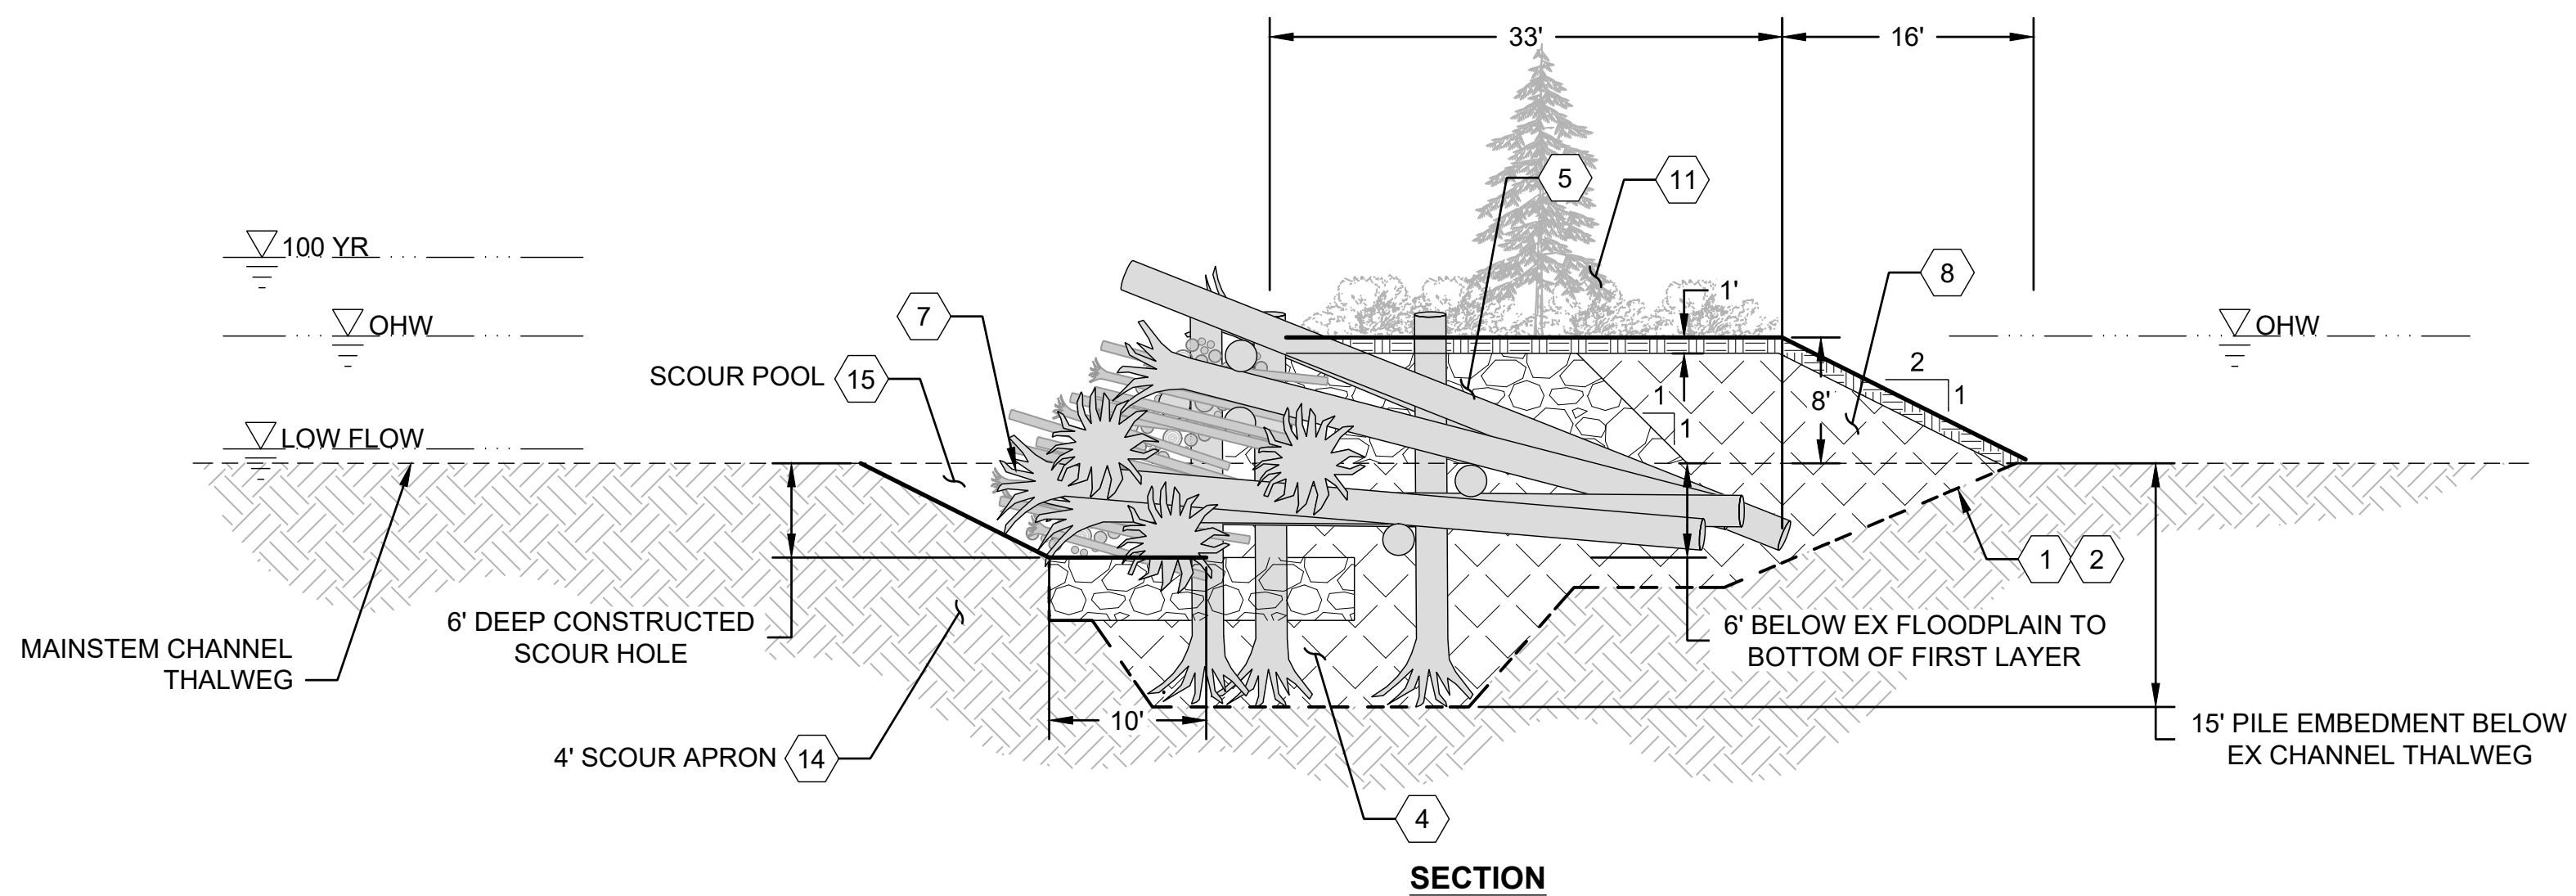 33'
16'
5
11
100 YR
8
1'
7
OHW
OHW
2
1
SCOUR POOL 15
1
1
8'
LOW FLOW
1 2
6' DEEP CONSTRUCTED
SCOUR HOLE
6' BELOW EX FLOODPLAIN TO
BOTTOM OF FIRST LAYER
MAINSTEM CHANNEL
THALWEG
10'
15' PILE EMBEDMENT BELOW
EX CHANNEL THALWEG
4' SCOUR APRON 14
4
SECTION